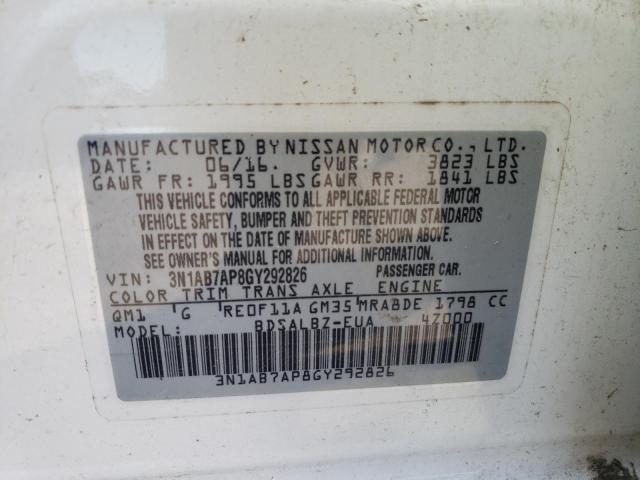 MANUFACTURED BY NISSAN MOTOR CO., LTD.
DATE: 06/16. GVWR: 3823 LBS
GAWR FR: 1995 LBS GAWR RR: 1841 LBS
THIS VEHICLE CONFORMS TO ALL APPLICABLE FEDERAL MOTOR
VEHICLE SAFETY, BUMPER AND THEFT PREVENTION STANDARDS
IN EFFECT ON THE DATE OF MANUFACTURE SHOWN ABOVE.
SEE OWNER'S MANUAL FOR ADDITIONAL INFORMATION.
VIN: 3N1AB7AP8GY292826 PASSENGER CAR.
COLOR TRIM TRANS AXLE ENGINE
QM1 G RE0F11A GM35 MRA8DE 1798 CC
MODEL: BDSALBZ-EUA 47000
3N1AB7AP8GY292826